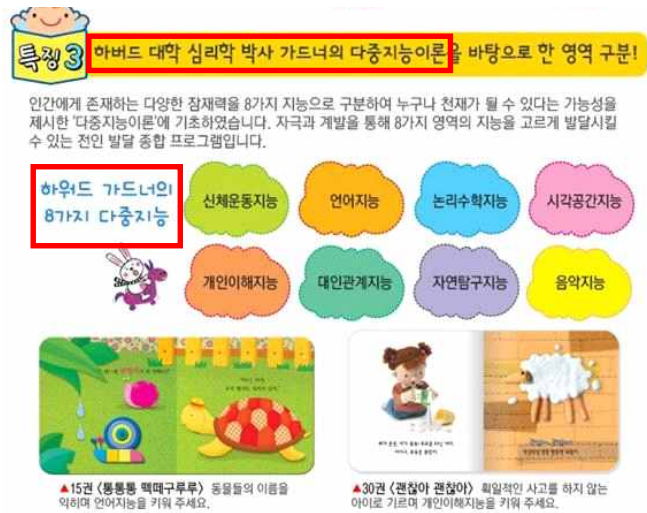 특징 3
하버드 대학 심리학 박사 가드너의 다중지능이론을 바탕으로 한 영역 구분!
인간에게 존재하는 다양한 잠재력을 8가지 지능으로 구분하여 누구나 천재가 될 수 있다는 가능성을
제시한 '다중지능이론'에 기초하였습니다. 자극과 계발을 통해 8가지 영역의 지능을 고르게 발달시킬
수 있는 전인 발달 종합 프로그램입니다.
하워드 가드너의
8가지 다중지능
신체운동지능
언어지능
논리수학지능
시각공간지능
개인이해지능
대인관계지능
자연탐구지능
음악지능
▲15권 〈통통통 떽떼구루루〉 동물들의 이름을
익히며 언어지능을 키워 주세요.
▲30권 〈괜찮아 괜찮아〉 획일적인 사고를 하지 않는
아이로 기르며 개인이해지능을 키워 주세요.